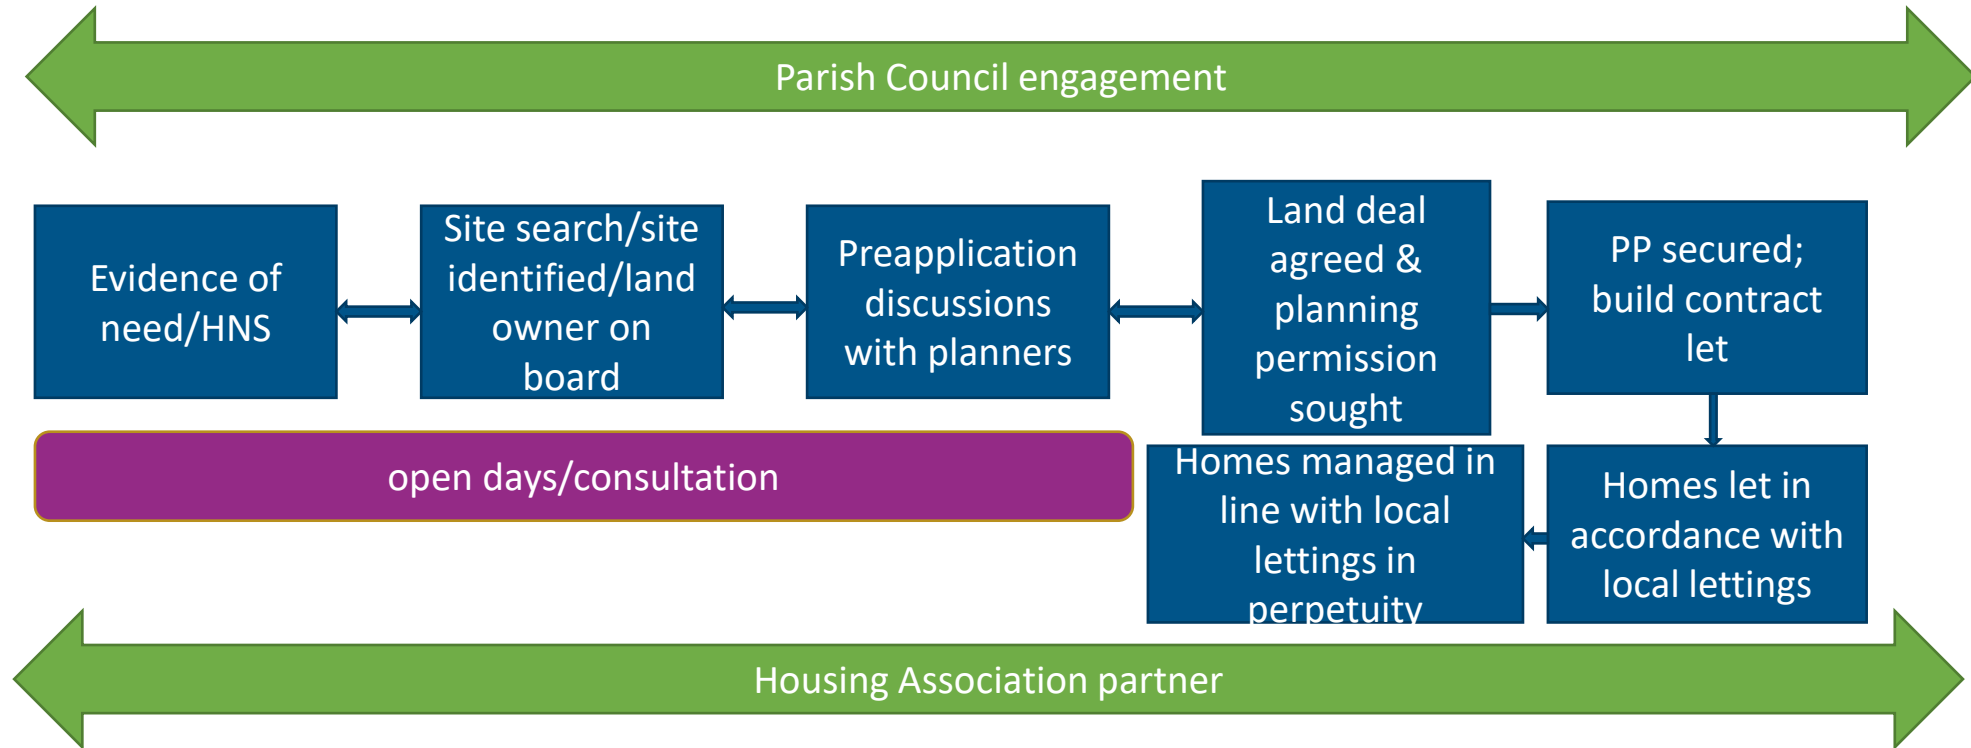 Parish Council engagement
Evidence of
need/HNS
Site search/site
identified/land
owner on
board
Preapplication
discussions
with planners
Land deal
agreed &
planning
permission
sought
PP secured;
build contract
let
open days/consultation
Homes managed in
line with local
lettings in
perpetuity
Homes let in
accordance with
local lettings
Housing Association partner